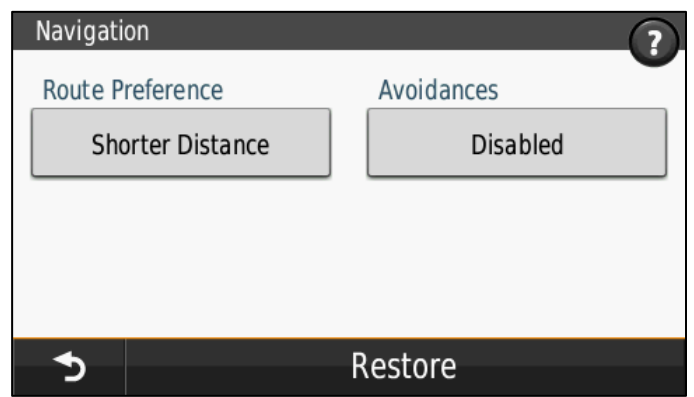 Navigation
?
Route Preference
Avoidances
Shorter Distance
Disabled
Restore